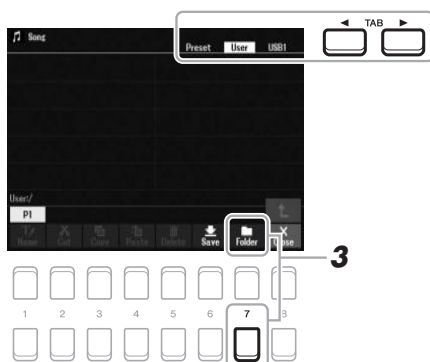 Song
Preset User USB1
TAB
User:/
P1
Name Cut Copy Paste Delete Save Folder Close
3
1 2 3 4 5 6 7 8